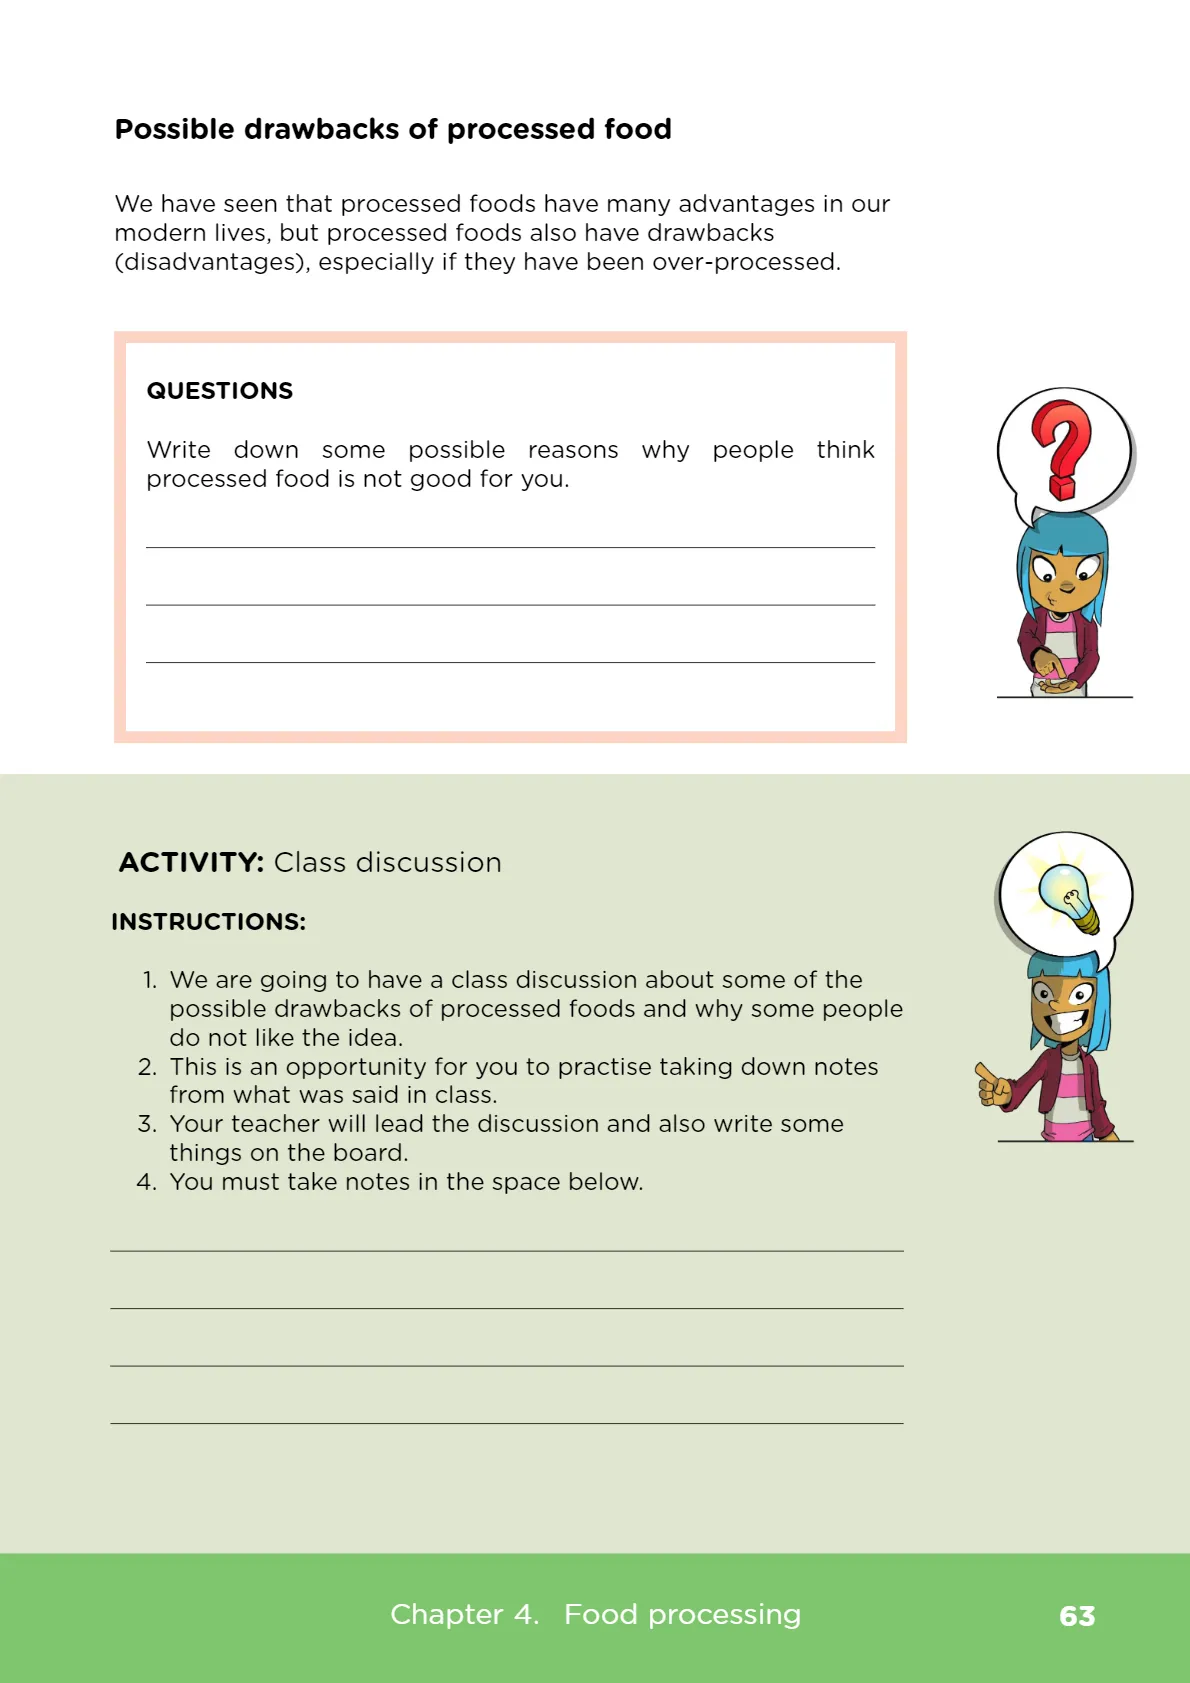 Possible drawbacks of processed food
We have seen that processed foods have many advantages in our
modern lives, but processed foods also have drawbacks
(disadvantages), especially if they have been over-processed.
QUESTIONS
Write down some possible reasons why people think
processed food is not good for you.
ACTIVITY: Class discussion
INSTRUCTIONS:
1. We are going to have a class discussion about some of the
possible drawbacks of processed foods and why some people
do not like the idea.
2. This is an opportunity for you to practise taking down notes
from what was said in class.
3. Your teacher will lead the discussion and also write some
things on the board.
4. You must take notes in the space below.
Chapter 4. Food processing 63